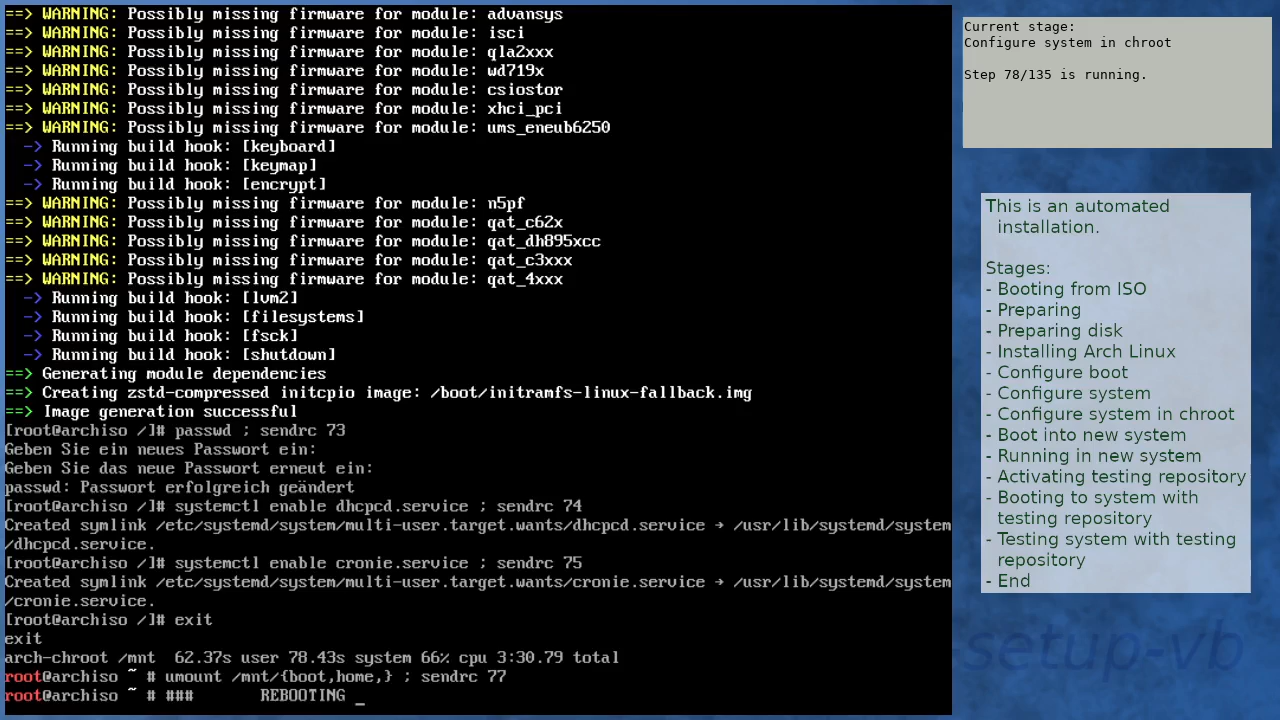 ==> WARNING: Possibly missing firmware for module: advansys
==> WARNING: Possibly missing firmware for module: isci
==> WARNING: Possibly missing firmware for module: qla2xxx
==> WARNING: Possibly missing firmware for module: wd719x
==> WARNING: Possibly missing firmware for module: csiostor
==> WARNING: Possibly missing firmware for module: xhci_pci
==> WARNING: Possibly missing firmware for module: ums_eneub6250
-> Running build hook: [keyboard]
-> Running build hook: [keymap]
-> Running build hook: [encrypt]
==> WARNING: Possibly missing firmware for module: n5pf
==> WARNING: Possibly missing firmware for module: qat_c62x
==> WARNING: Possibly missing firmware for module: qat_dh895xcc
==> WARNING: Possibly missing firmware for module: qat_c3xxx
==> WARNING: Possibly missing firmware for module: qat_4xxx
-> Running build hook: [lvm2]
-> Running build hook: [filesystems]
-> Running build hook: [fsck]
-> Running build hook: [shutdown]
==> Generating module dependencies
==> Creating zstd-compressed initcpio image: /boot/initramfs-linux-fallback.img
==> Image generation successful
[root@archiso /]# passwd ; sendrc 73
Geben Sie ein neues Passwort ein:
Geben Sie das neue Passwort erneut ein:
passwd: Passwort erfolgreich geändert
[root@archiso /]# systemctl enable dhcpcd.service ; sendrc 74
Created symlink /etc/systemd/system/multi-user.target.wants/dhcpcd.service → /usr/lib/systemd/system
/dhcpcd.service.
[root@archiso /]# systemctl enable cronie.service ; sendrc 75
Created symlink /etc/systemd/system/multi-user.target.wants/cronie.service → /usr/lib/systemd/system
/cronie.service.
[root@archiso /]# exit
exit
arch-chroot /mnt  62.37s user 78.43s system 66% cpu 3:30.79 total
root@archiso ~ # umount /mnt/{boot,home,} ; sendrc 77
root@archiso ~ # ###       REBOOTING _
Current stage:
Configure system in chroot
Step 78/135 is running.
This is an automated
installation.
Stages:
- Booting from ISO
- Preparing
- Preparing disk
- Installing Arch Linux
- Configure boot
- Configure system
- Configure system in chroot
- Boot into new system
- Running in new system
- Activating testing repository
- Booting to system with
testing repository
- Testing system with testing
repository
- End
-setup-vb